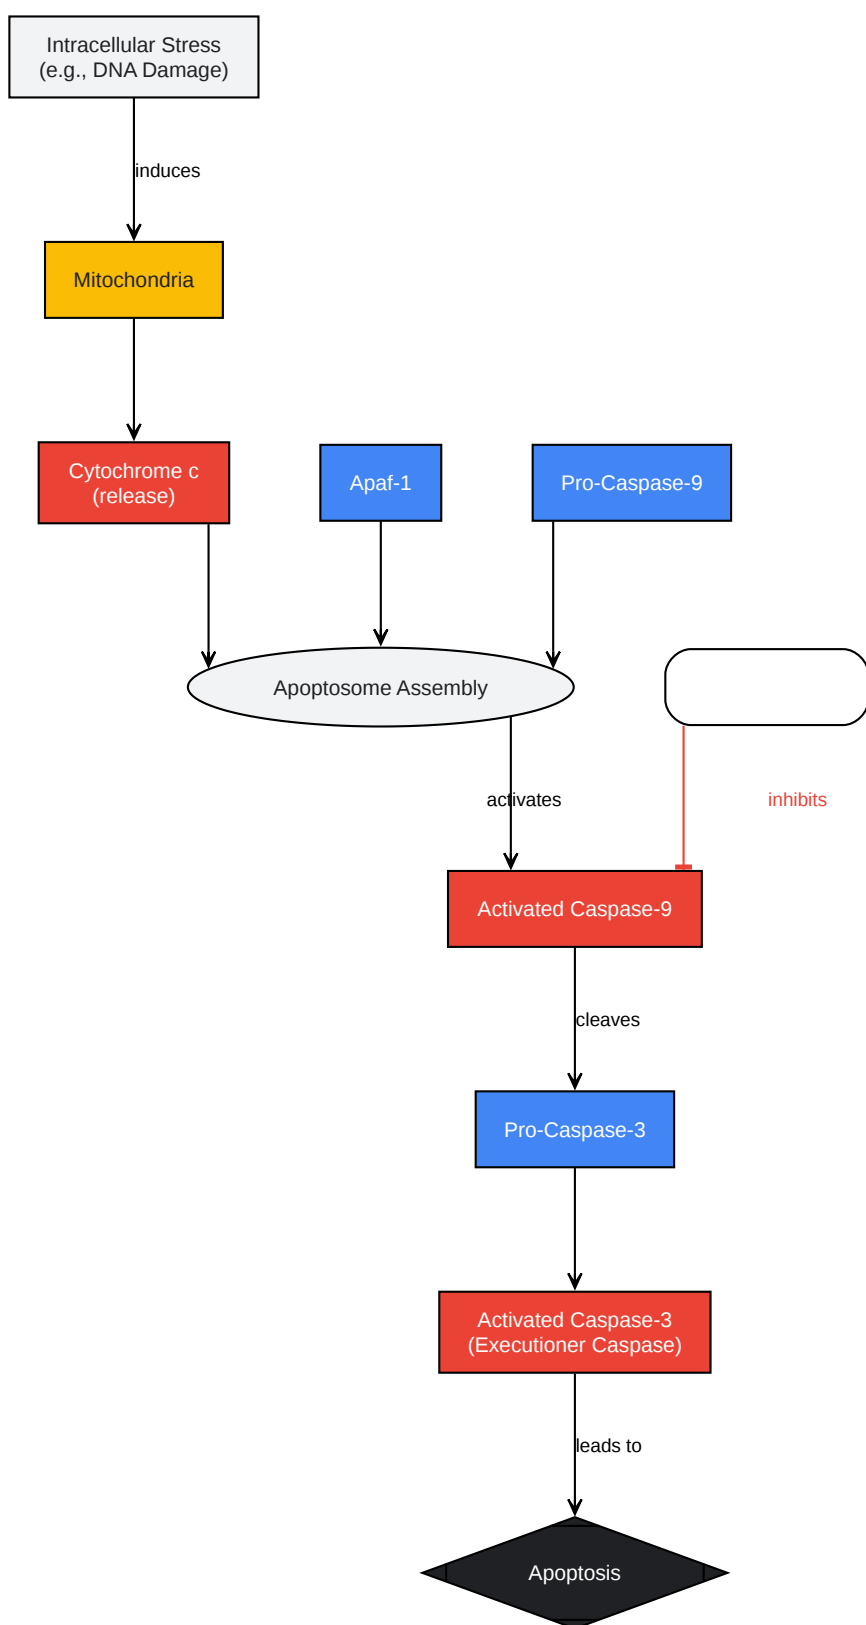 Intracellular Stress
(e.g., DNA Damage)
induces
Mitochondria
Cytochrome c
(release)
Apaf-1
Pro-Caspase-9
Apoptosome Assembly
activates
inhibits
Activated Caspase-9
cleaves
Pro-Caspase-3
Activated Caspase-3
(Executioner Caspase)
leads to
Apoptosis